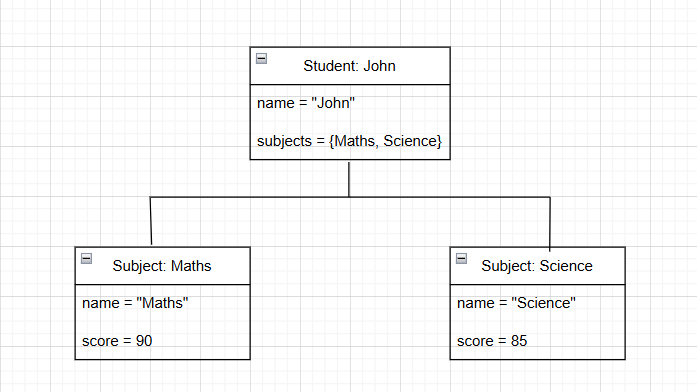 Student: John
name = "John"
subjects = {Maths, Science}
Subject: Maths
name = "Maths"
score = 90
Subject: Science
name = "Science"
score = 85